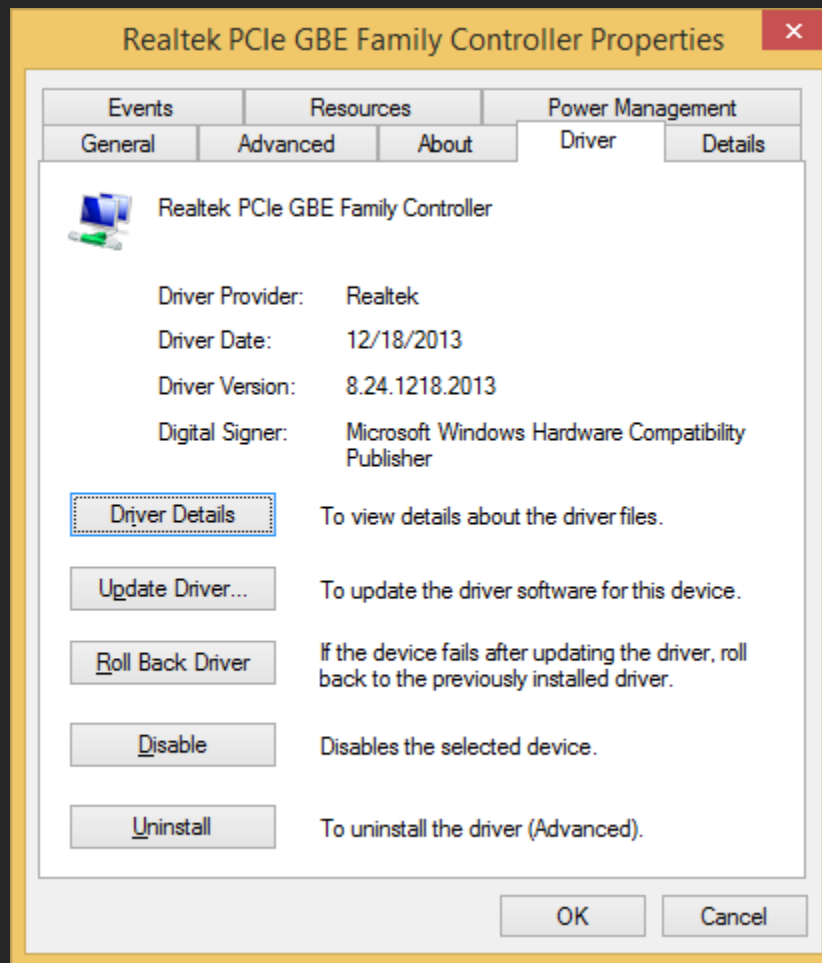 Realtek PCIe GBE Family Controller Properties
Events Resources Power Management
General Advanced About Driver Details
Realtek PCIe GBE Family Controller
Driver Provider: Realtek
Driver Date: 12/18/2013
Driver Version: 8.24.1218.2013
Digital Signer: Microsoft Windows Hardware Compatibility
Publisher
Driver Details To view details about the driver files.
Update Driver... To update the driver software for this device.
Roll Back Driver If the device fails after updating the driver, roll
back to the previously installed driver.
Disable Disables the selected device.
Uninstall To uninstall the driver (Advanced).
OK Cancel